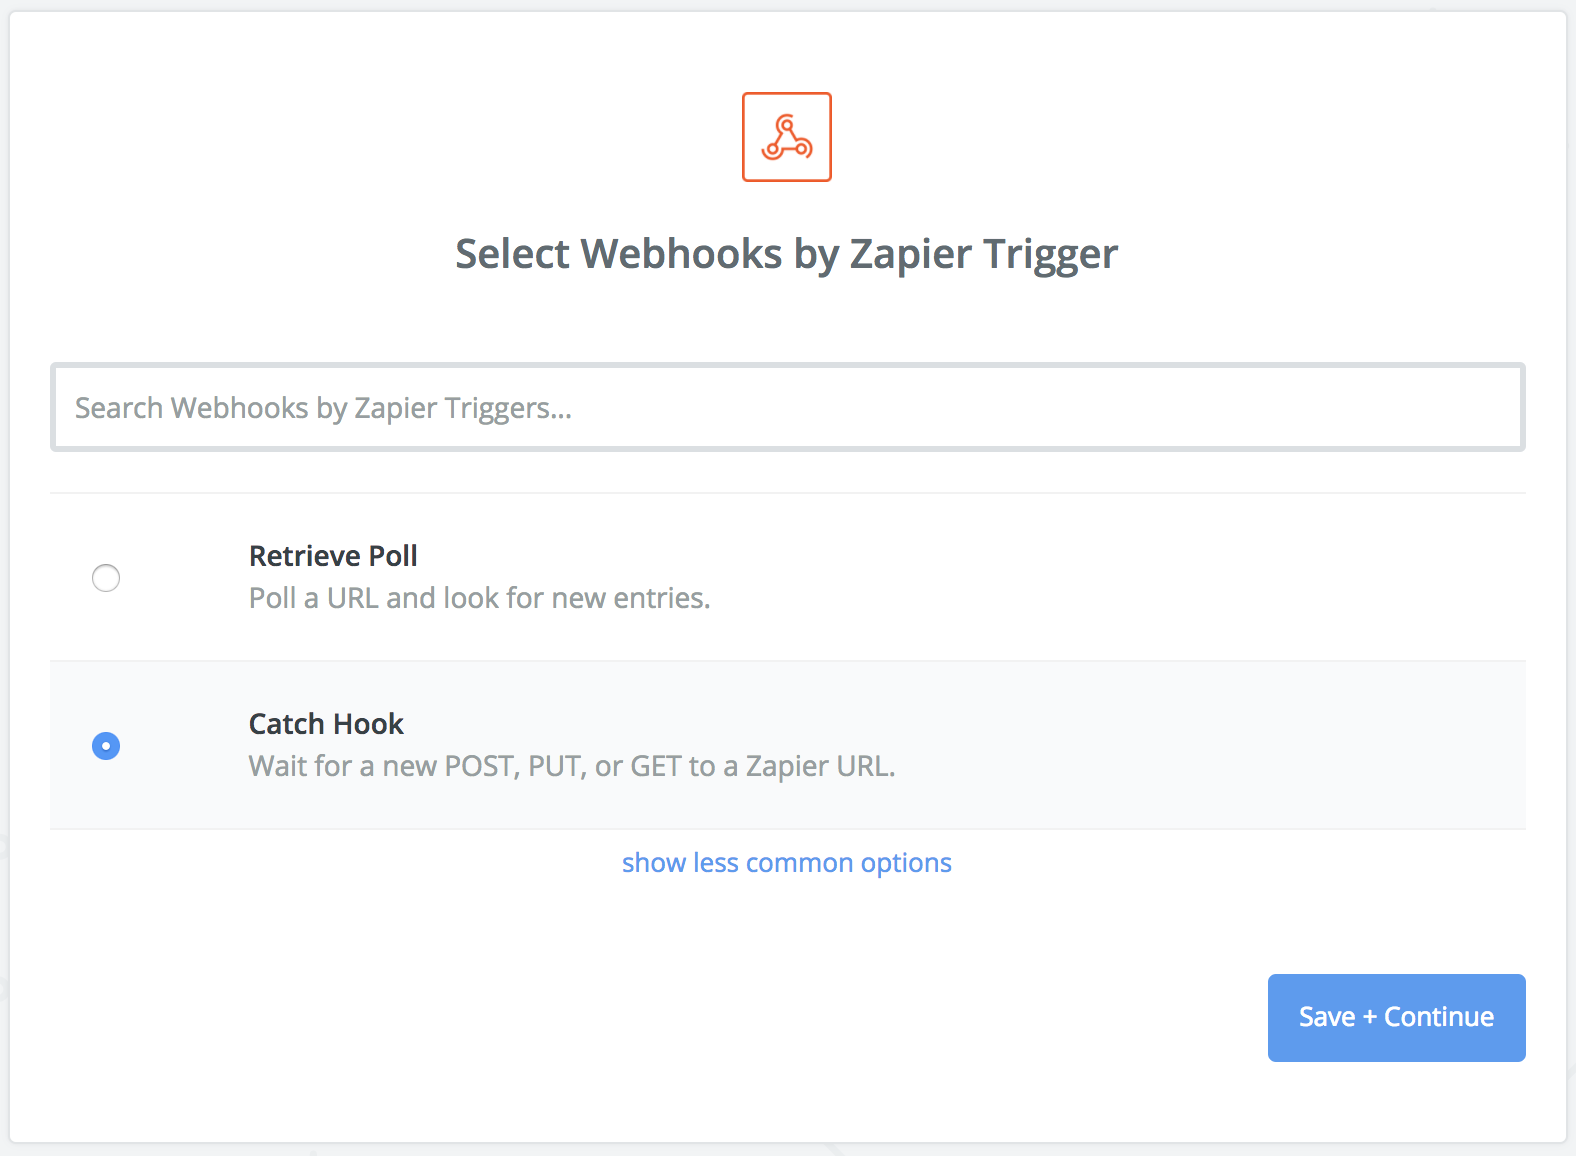 Select Webhooks by Zapier Trigger
Search Webhooks by Zapier Triggers...
Retrieve Poll
Poll a URL and look for new entries.
Catch Hook
Wait for a new POST, PUT, or GET to a Zapier URL.
show less common options
Save + Continue